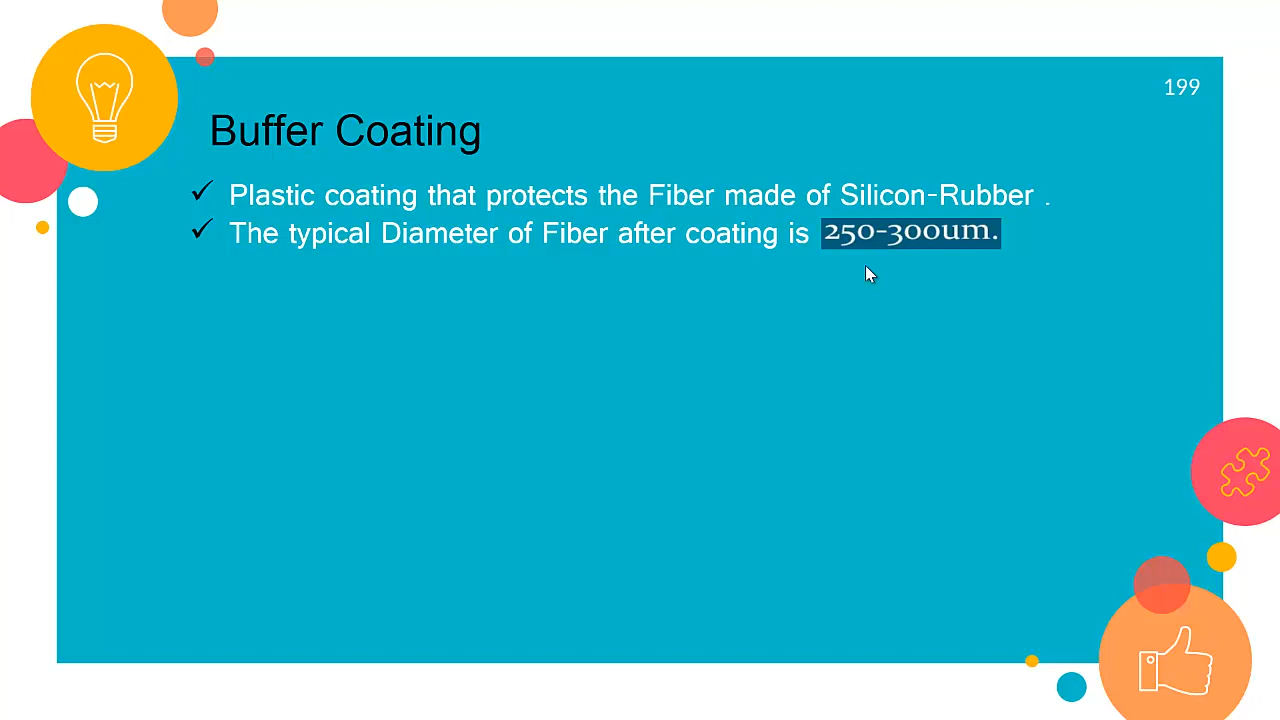 199
Buffer Coating
✓ Plastic coating that protects the Fiber made of Silicon-Rubber .
✓ The typical Diameter of Fiber after coating is 250-300um.